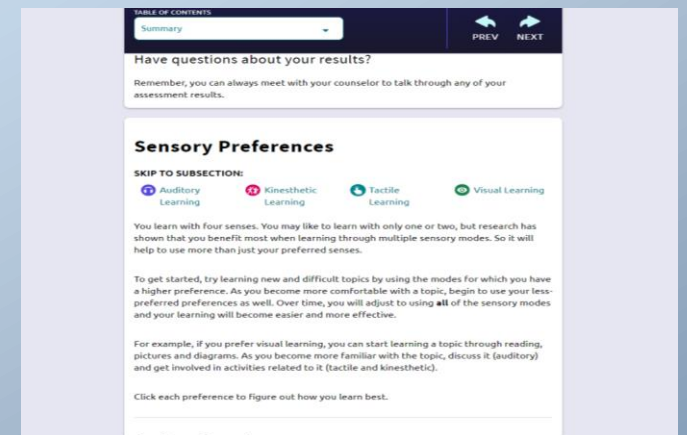 TABLE OF CONTENTS
Summary
PREV NEXT
Have questions about your results?
Remember, you can always meet with your counselor to talk through any of your
assessment results.
Sensory Preferences
SKIP TO SUBSECTION:
Auditory Learning
Kinesthetic Learning
Tactile Learning
Visual Learning
You learn with four senses. You may like to learn with only one or two, but research has
shown that you benefit most when learning through multiple sensory modes. So it will
help to use more than just your preferred senses.
To get started, try learning new and difficult topics by using the modes for which you have
a higher preference. As you become more comfortable with a topic, begin to use your less-
preferred preferences as well. Over time, you will adjust to using all of the sensory modes
and your learning will become easier and more effective.
For example, if you prefer visual learning, you can start learning a topic through reading,
pictures and diagrams. As you become more familiar with the topic, discuss it (auditory)
and get involved in activities related to it (tactile and kinesthetic).
Click each preference to figure out how you learn best.